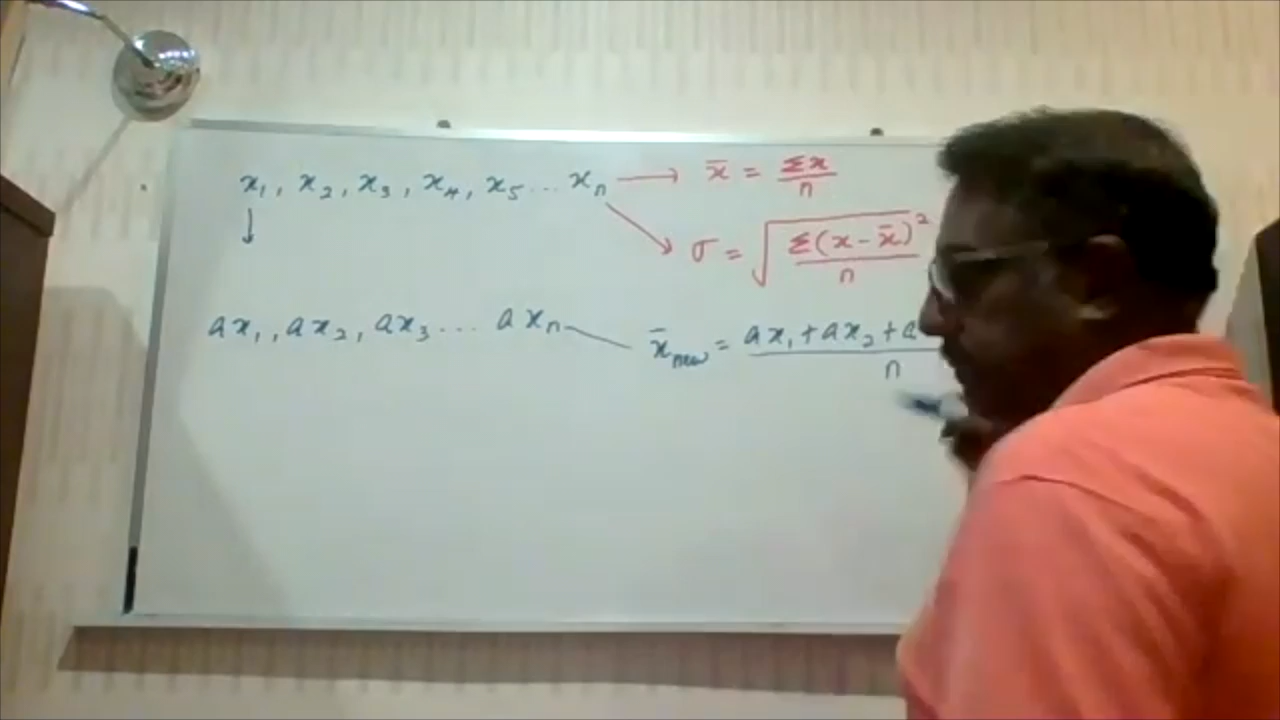 x₁, x₂, x₃, x₄, x₅ ... xₙ → x̄ = Σx/n
↓
→ σ = √(Σ(x - x̄)²/n)
ax₁, ax₂, ax₃ ... axₙ — x̄new = ax₁ + ax₂ + a / n